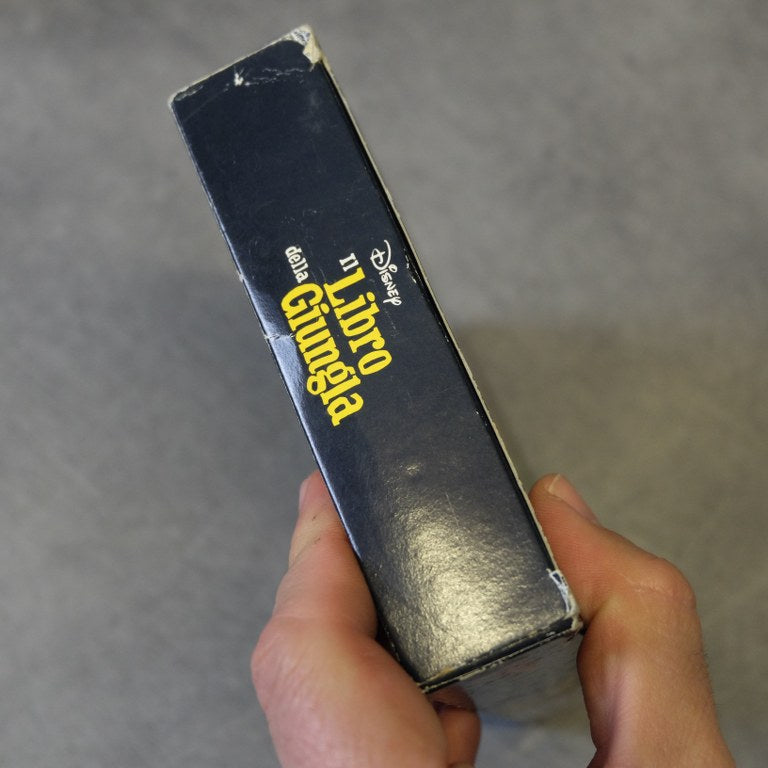 Disney
Il
Libro
della
Giungla